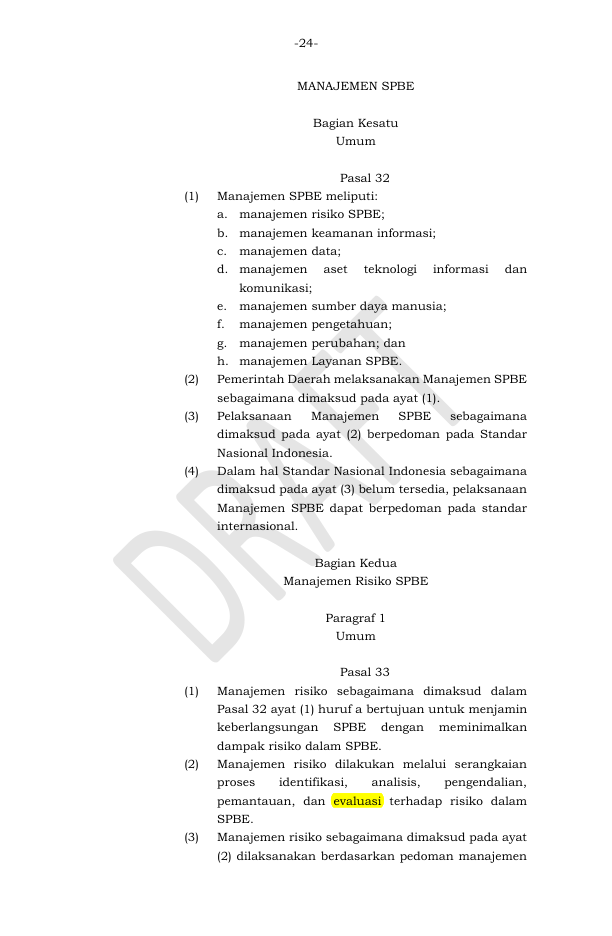 -24-
MANAJEMEN SPBE
Bagian Kesatu
Umum
Pasal 32
(1) Manajemen SPBE meliputi:
a. manajemen risiko SPBE;
b. manajemen keamanan informasi;
c. manajemen data;
d. manajemen aset teknologi informasi dan
komunikasi;
e. manajemen sumber daya manusia;
f. manajemen pengetahuan;
g. manajemen perubahan; dan
h. manajemen Layanan SPBE.
(2) Pemerintah Daerah melaksanakan Manajemen SPBE
sebagaimana dimaksud pada ayat (1).
(3) Pelaksanaan Manajemen SPBE sebagaimana
dimaksud pada ayat (2) berpedoman pada Standar
Nasional Indonesia.
(4) Dalam hal Standar Nasional Indonesia sebagaimana
dimaksud pada ayat (3) belum tersedia, pelaksanaan
Manajemen SPBE dapat berpedoman pada standar
internasional.
DRAFT
Bagian Kedua
Manajemen Risiko SPBE
Paragraf 1
Umum
Pasal 33
(1) Manajemen risiko sebagaimana dimaksud dalam
Pasal 32 ayat (1) huruf a bertujuan untuk menjamin
keberlangsungan SPBE dengan meminimalkan
dampak risiko dalam SPBE.
(2) Manajemen risiko dilakukan melalui serangkaian
proses identifikasi, analisis, pengendalian,
pemantauan, dan evaluasi terhadap risiko dalam
SPBE.
(3) Manajemen risiko sebagaimana dimaksud pada ayat
(2) dilaksanakan berdasarkan pedoman manajemen